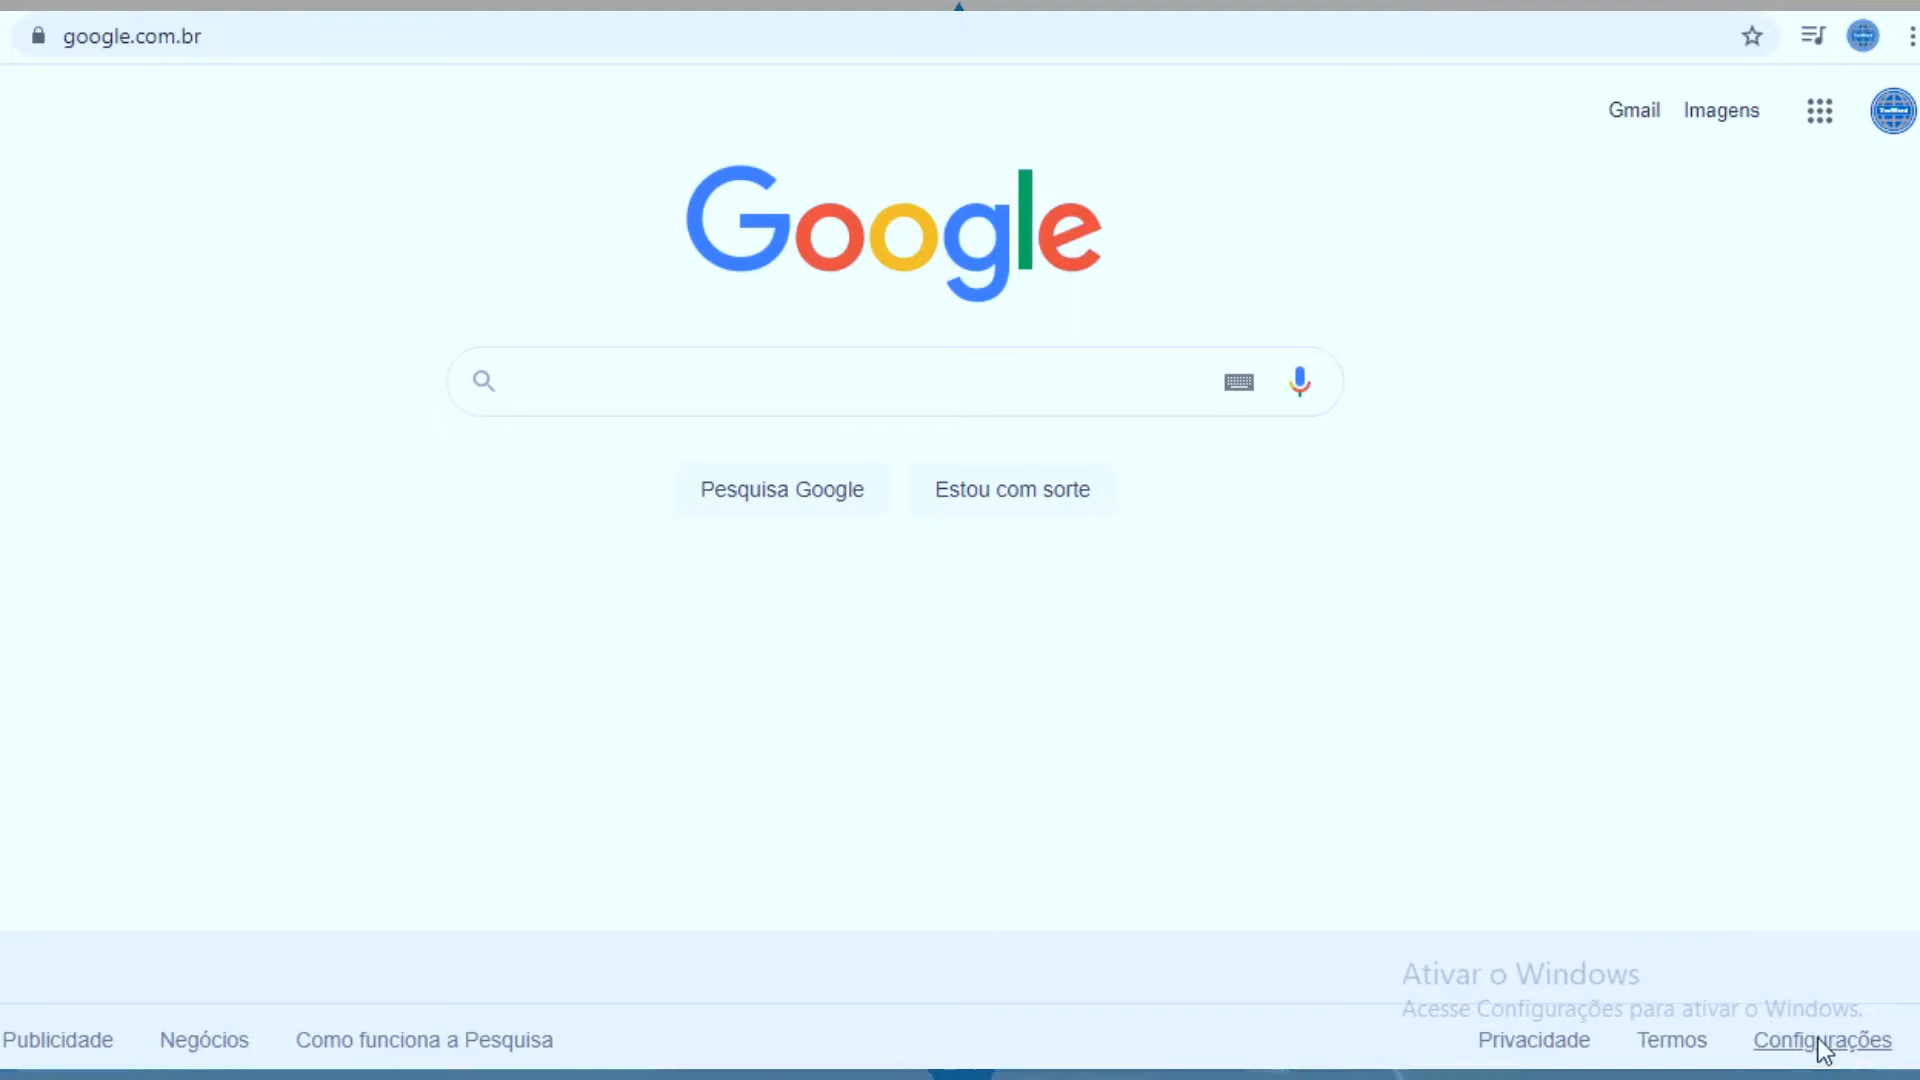 google.com.br
Gmail Imagens
Google
Pesquisa Google Estou com sorte
Ativar o Windows
Acesse Configurações para ativar o Windows.
Publicidade Negócios Como funciona a Pesquisa Privacidade Termos Configurações